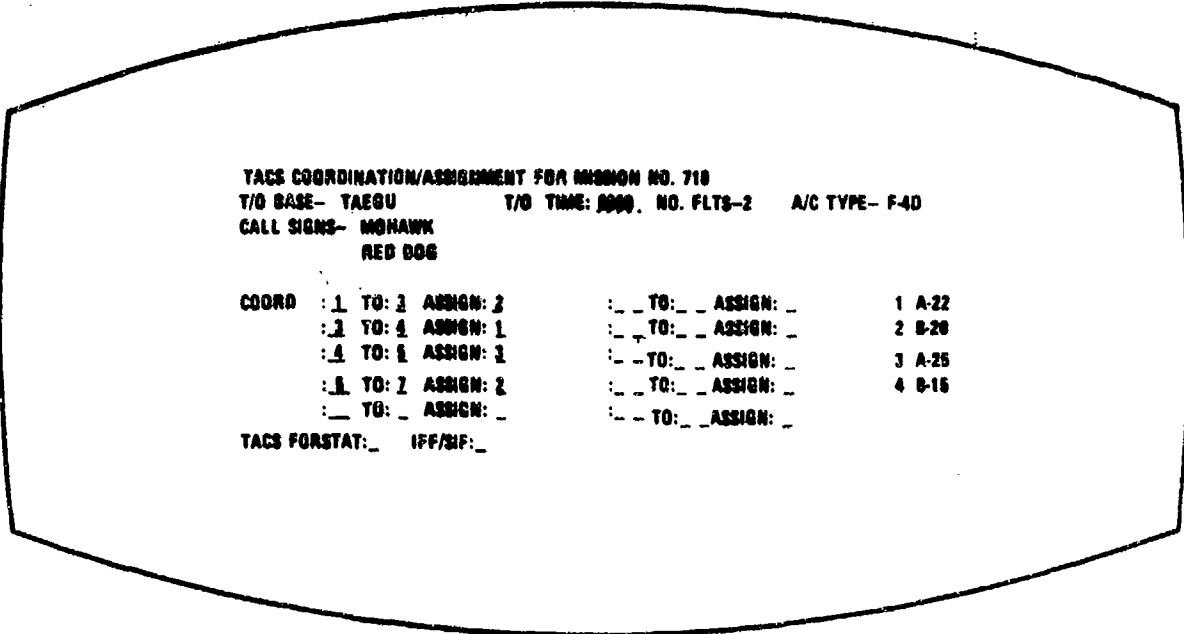 TACS COORDINATION/ASSIGNMENT FOR MISSION NO. 718
T/O BASE– TAEGU T/O TIME: NO. FLTS–2 A/C TYPE– F-4D
CALL SIGNS– MOHAWK
RED DOG
COORD :1 TO: 3 ASSIGN: 2 :_ _ TO:_ _ ASSIGN: _ 1 A-22
:3 TO: 4 ASSIGN: 1 :_ _ TO:_ _ ASSIGN: _ 2 B-20
:4 TO: ASSIGN: 3 :_ _ TO:_ _ ASSIGN: _ 3 A-25
: TO: 7 ASSIGN: 2 :_ _ TO:_ _ ASSIGN: _ 4 B-15
:__ TO: _ ASSIGN: _ :_ _ TO:_ _ ASSIGN: _
TACS FORSTAT:_ IFF/SIF:_